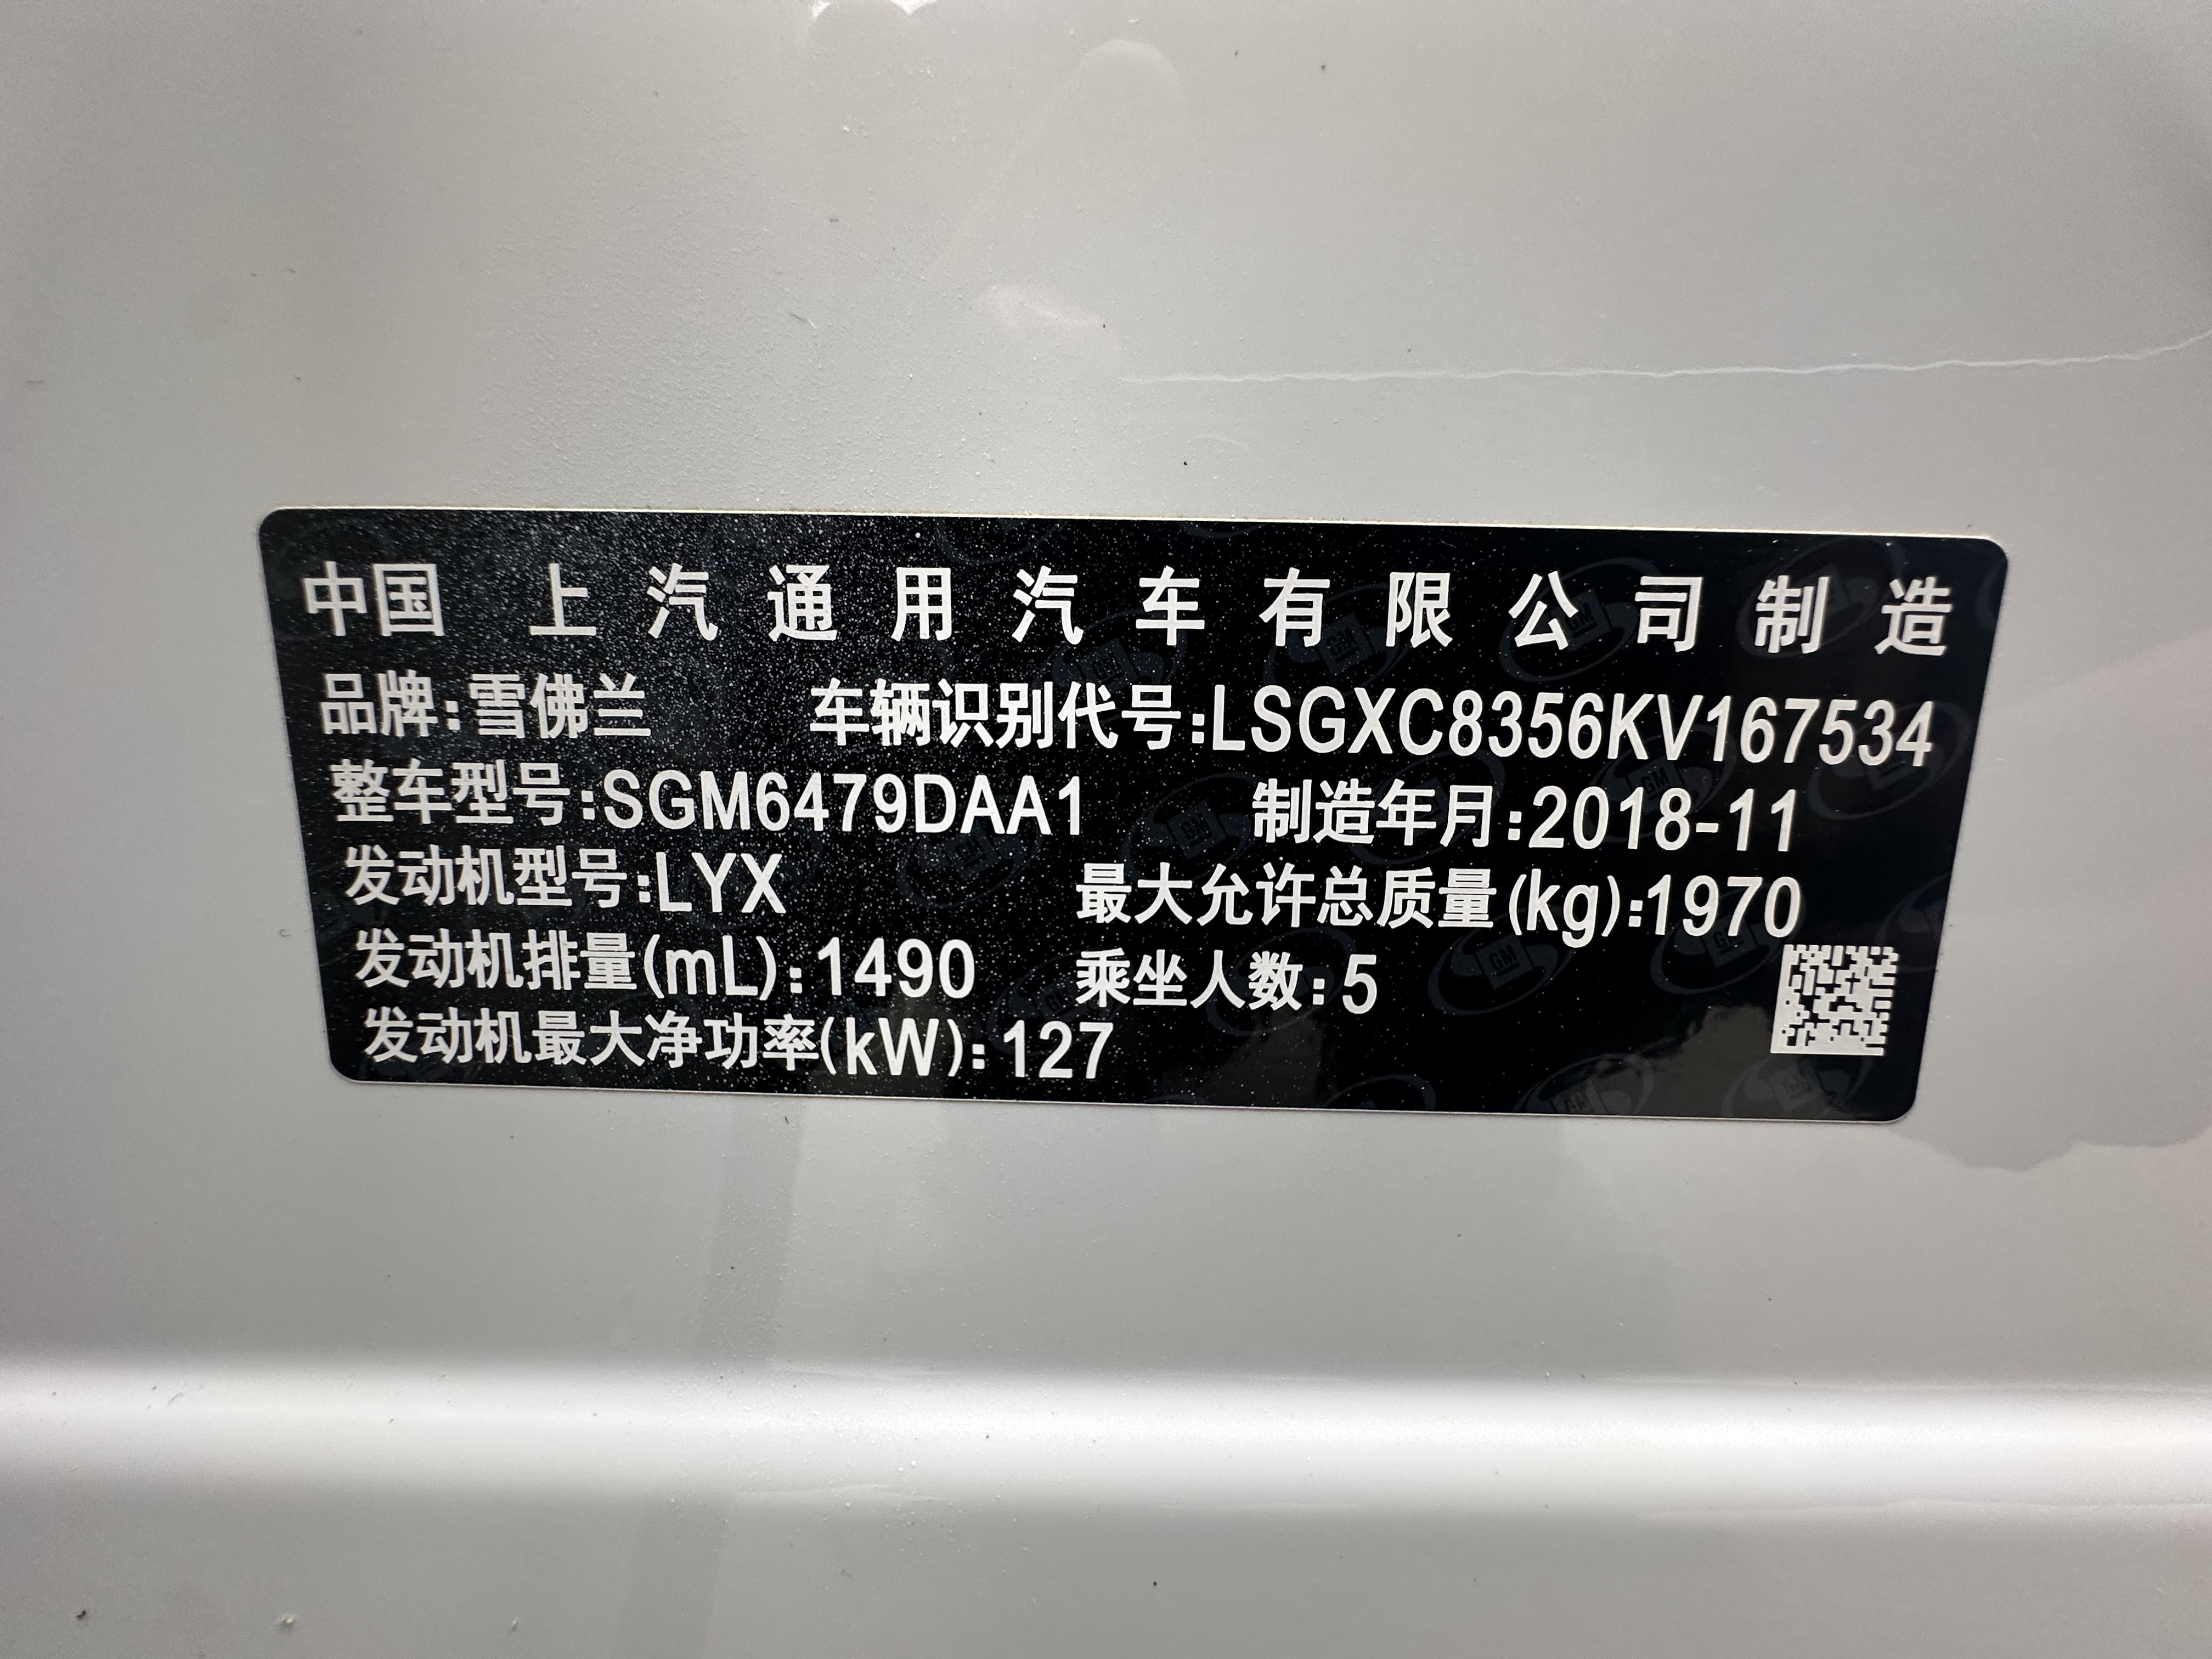 中国 上汽通用汽车有限公司制造
品牌:雪佛兰 车辆识别代号:LSGXC8356KV167534
整车型号:SGM6479DAA1 制造年月:2018-11
发动机型号:LYX 最大允许总质量(kg):1970
发动机排量(mL):1490 乘坐人数:5
发动机最大净功率(kW):127